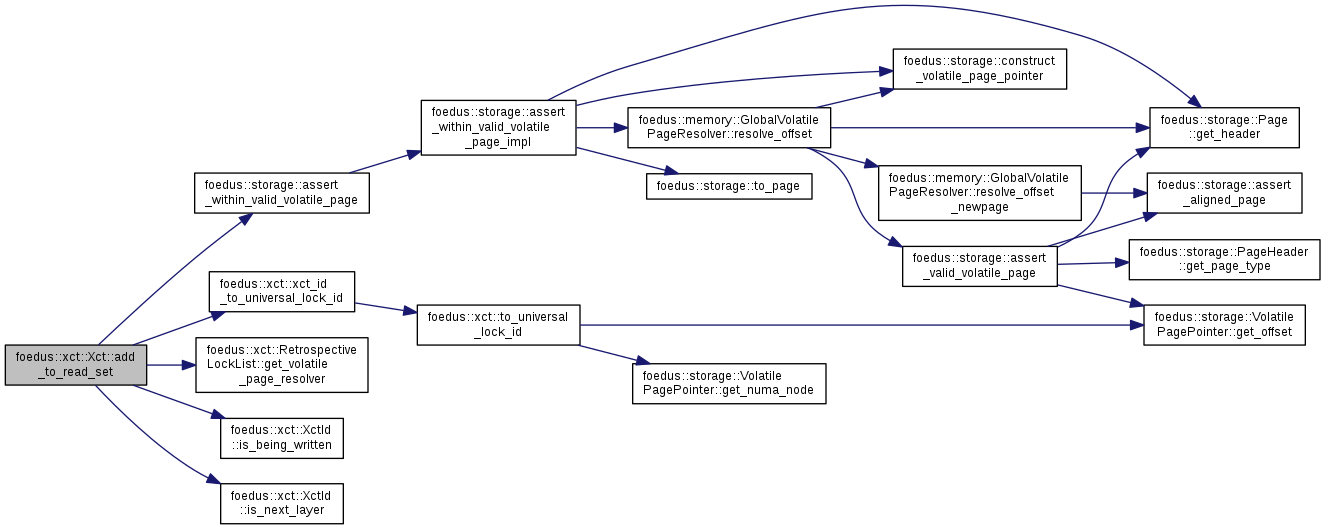 foedus::xct::Xct::add
_to_read_set
foedus::storage::assert
_within_valid_volatile_page
foedus::xct::xct_id
_to_universal_lock_id
foedus::xct::Retrospective
LockList::get_volatile
_page_resolver
foedus::xct::XctId
::is_being_written
foedus::xct::XctId
::is_next_layer
foedus::storage::assert
_within_valid_volatile
_page_impl
foedus::xct::to_universal
_lock_id
foedus::memory::GlobalVolatile
PageResolver::resolve_offset
foedus::storage::to_page
foedus::storage::Volatile
PagePointer::get_numa_node
foedus::storage::construct
_volatile_page_pointer
foedus::memory::GlobalVolatile
PageResolver::resolve_offset
_newpage
foedus::storage::assert
_valid_volatile_page
foedus::storage::Page
::get_header
foedus::storage::assert
_aligned_page
foedus::storage::PageHeader
::get_page_type
foedus::storage::Volatile
PagePointer::get_offset